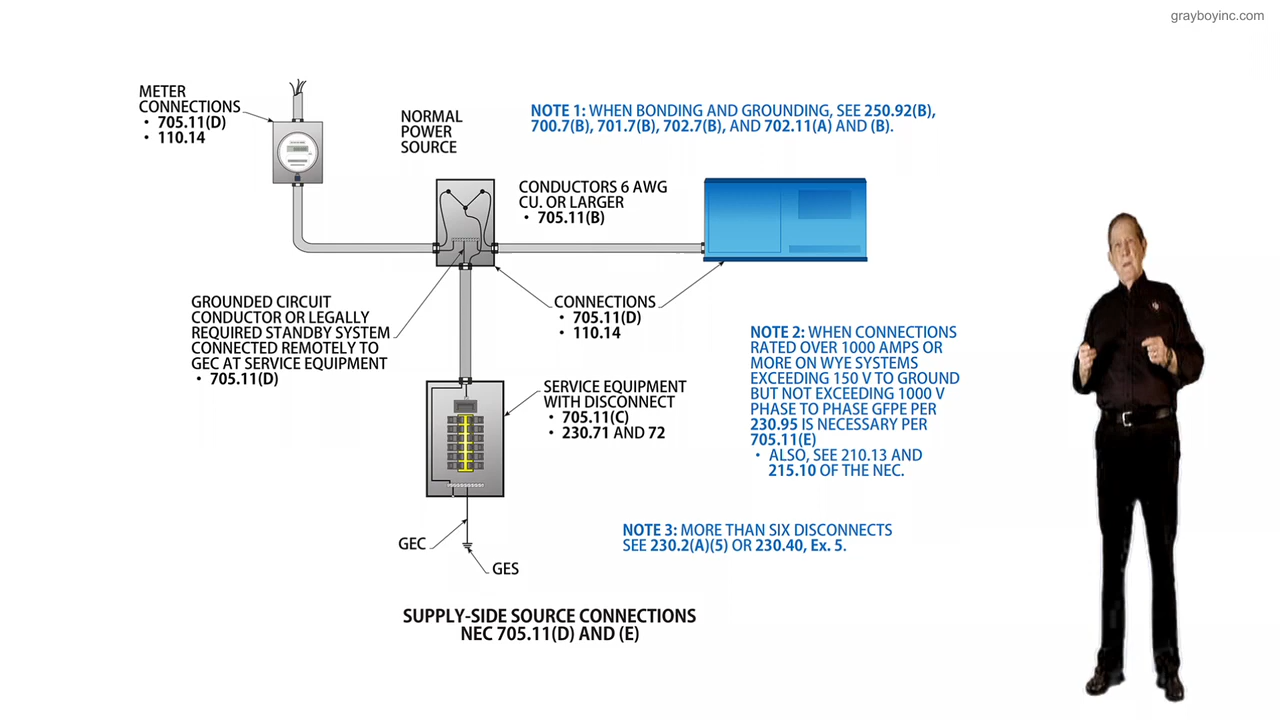 grayboyinc.com
METER
CONNECTIONS
• 705.11(D)
• 110.14
NORMAL
POWER
SOURCE
NOTE 1: WHEN BONDING AND GROUNDING, SEE 250.92(B),
700.7(B), 701.7(B), 702.7(B), AND 702.11(A) AND (B).
CONDUCTORS 6 AWG
CU. OR LARGER
• 705.11(B)
GROUNDED CIRCUIT
CONDUCTOR OR LEGALLY
REQUIRED STANDBY SYSTEM
CONNECTED REMOTELY TO
GEC AT SERVICE EQUIPMENT
• 705.11(D)
CONNECTIONS
• 705.11(D)
• 110.14
SERVICE EQUIPMENT
WITH DISCONNECT
• 705.11(C)
• 230.71 AND 72
NOTE 2: WHEN CONNECTIONS
RATED OVER 1000 AMPS OR
MORE ON WYE SYSTEMS
EXCEEDING 150 V TO GROUND
BUT NOT EXCEEDING 1000 V
PHASE TO PHASE GFPE PER
230.95 IS NECESSARY PER
705.11(E)
• ALSO, SEE 210.13 AND
215.10 OF THE NEC.
NOTE 3: MORE THAN SIX DISCONNECTS
SEE 230.2(A)(5) OR 230.40, Ex. 5.
GEC
GES
SUPPLY-SIDE SOURCE CONNECTIONS
NEC 705.11(D) AND (E)